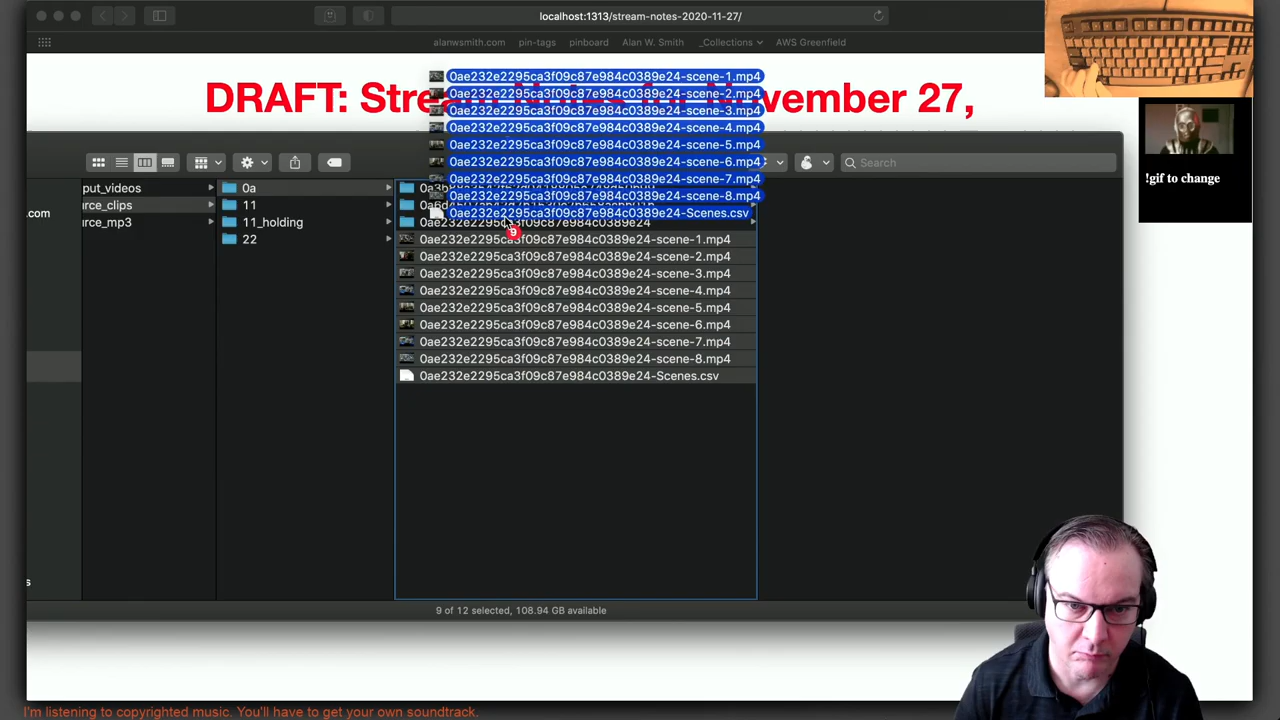 localhost:1313/stream-notes-2020-11-27/
alanwsmith.com pin-tags pinboard Alan W. Smith _Collections AWS Greenfield
DRAFT: Stream Notes for November 27,
0ae232e2295ca3f09c87e984c0389e24-scene-1.mp4
0ae232e2295ca3f09c87e984c0389e24-scene-2.mp4
0ae232e2295ca3f09c87e984c0389e24-scene-3.mp4
0ae232e2295ca3f09c87e984c0389e24-scene-4.mp4
0ae232e2295ca3f09c87e984c0389e24-scene-5.mp4
0ae232e2295ca3f09c87e984c0389e24-scene-6.mp4
0ae232e2295ca3f09c87e984c0389e24-scene-7.mp4
0ae232e2295ca3f09c87e984c0389e24-scene-8.mp4
0ae232e2295ca3f09c87e984c0389e24-Scenes.csv
9
Search
!gif to change
.com
put_videos
rce_clips
rce_mp3
0a
11
11_holding
22
0ae232e2295ca3f09c87e984c0389e24
0ae232e2295ca3f09c87e984c0389e24-scene-1.mp4
0ae232e2295ca3f09c87e984c0389e24-scene-2.mp4
0ae232e2295ca3f09c87e984c0389e24-scene-3.mp4
0ae232e2295ca3f09c87e984c0389e24-scene-4.mp4
0ae232e2295ca3f09c87e984c0389e24-scene-5.mp4
0ae232e2295ca3f09c87e984c0389e24-scene-6.mp4
0ae232e2295ca3f09c87e984c0389e24-scene-7.mp4
0ae232e2295ca3f09c87e984c0389e24-scene-8.mp4
0ae232e2295ca3f09c87e984c0389e24-Scenes.csv
s
9 of 12 selected, 108.94 GB available
I'm listening to copyrighted music. You'll have to get your own soundtrack.